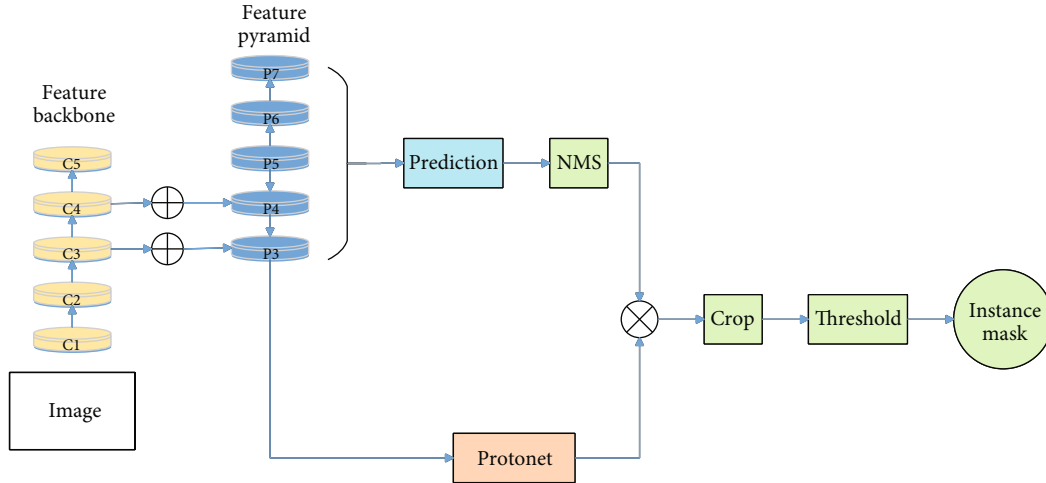 Feature
pyramid
P7
P6
P5
P4
P3
Feature
backbone
C5
C4
C3
C2
C1
Image
Prediction
NMS
Protonet
Crop
Threshold
Instance
mask